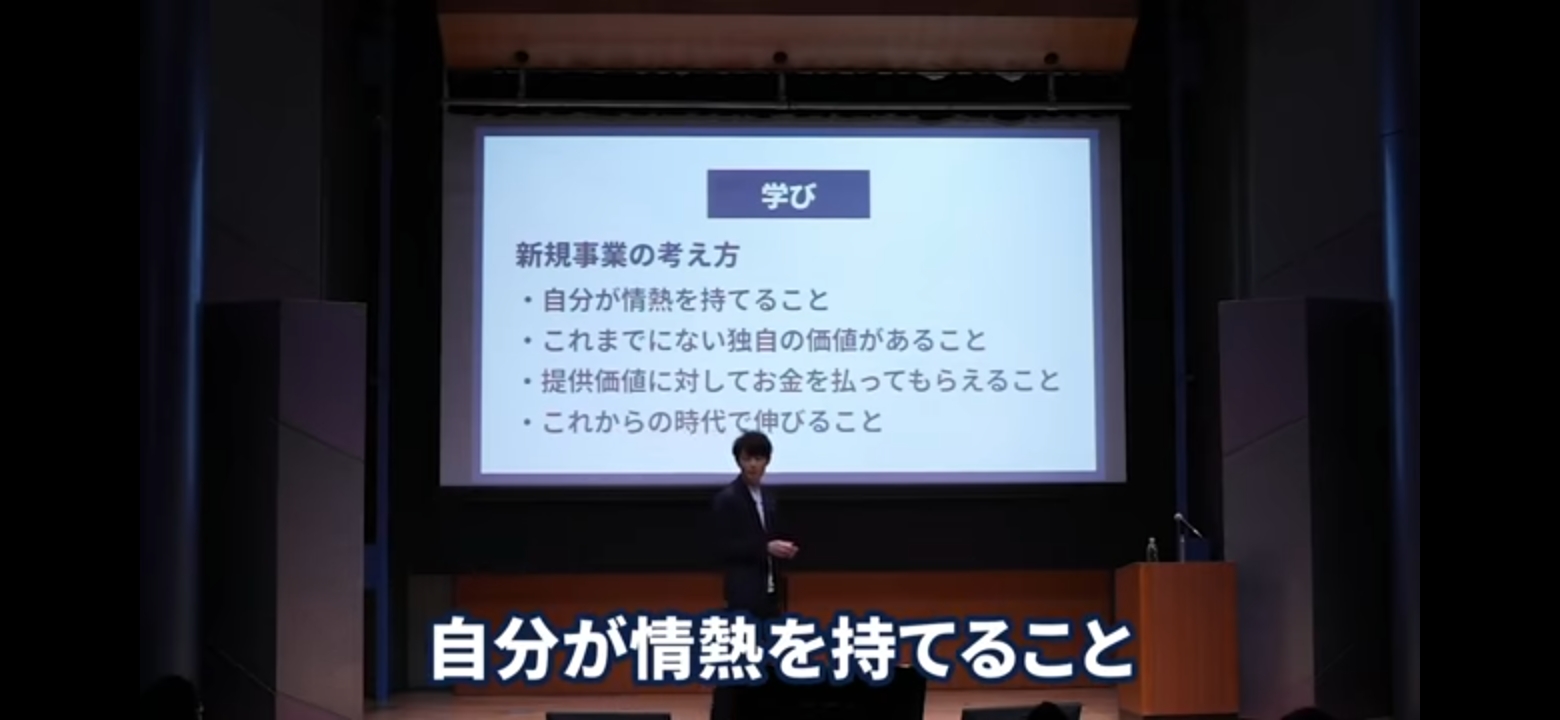 学び
新規事業の考え方
・自分が情熱を持てること
・これまでにない独自の価値があること
・提供価値に対してお金を払ってもらえること
・これからの時代で伸びること
自分が情熱を持てること